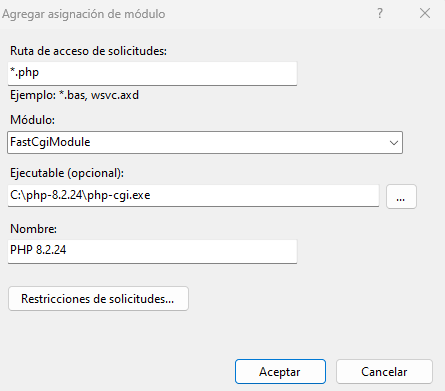 Agregar asignación de módulo
?
Ruta de acceso de solicitudes:
*.php
Ejemplo: *.bas, wsvc.axd
Módulo:
FastCgiModule
Ejecutable (opcional):
C:\php-8.2.24\php-cgi.exe
...
Nombre:
PHP 8.2.24
Restricciones de solicitudes...
Aceptar
Cancelar